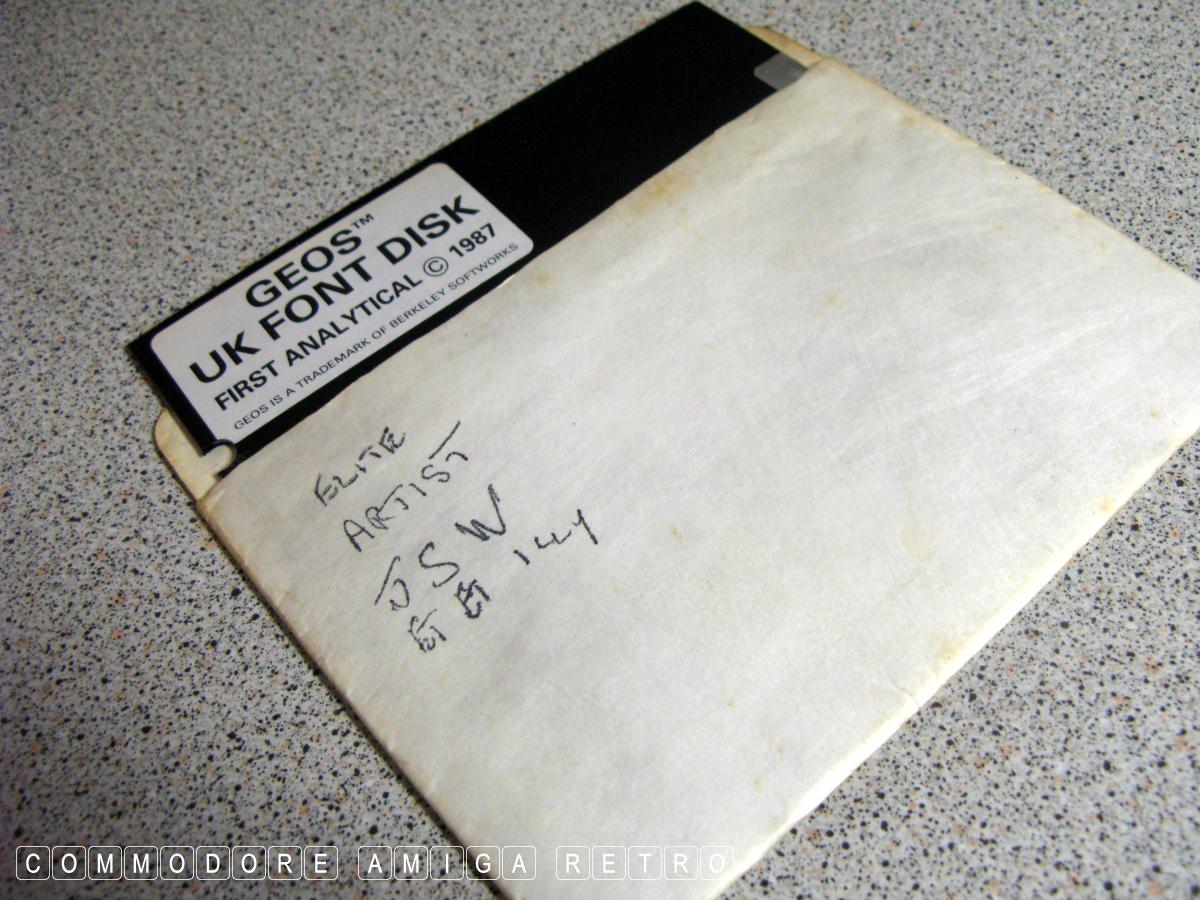 GEOS™
UK FONT DISK
FIRST ANALYTICAL © 1987
GEOS IS A TRADEMARK OF BERKELEY SOFTWORKS
ELITE
ARTIST
JSW
COMMODORE AMIGA RETRO